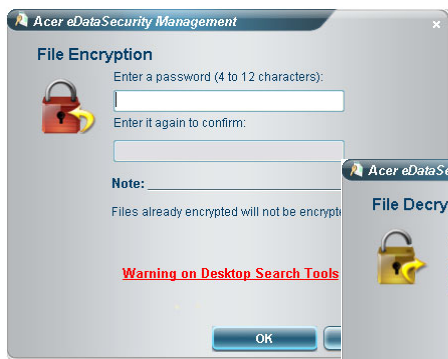 Acer eDataSecurity Management
File Encryption
Enter a password (4 to 12 characters):
Enter it again to confirm:
Note:
Files already encrypted will not be encrypte
Warning on Desktop Search Tools
OK
Acer eDataSe
File Decry